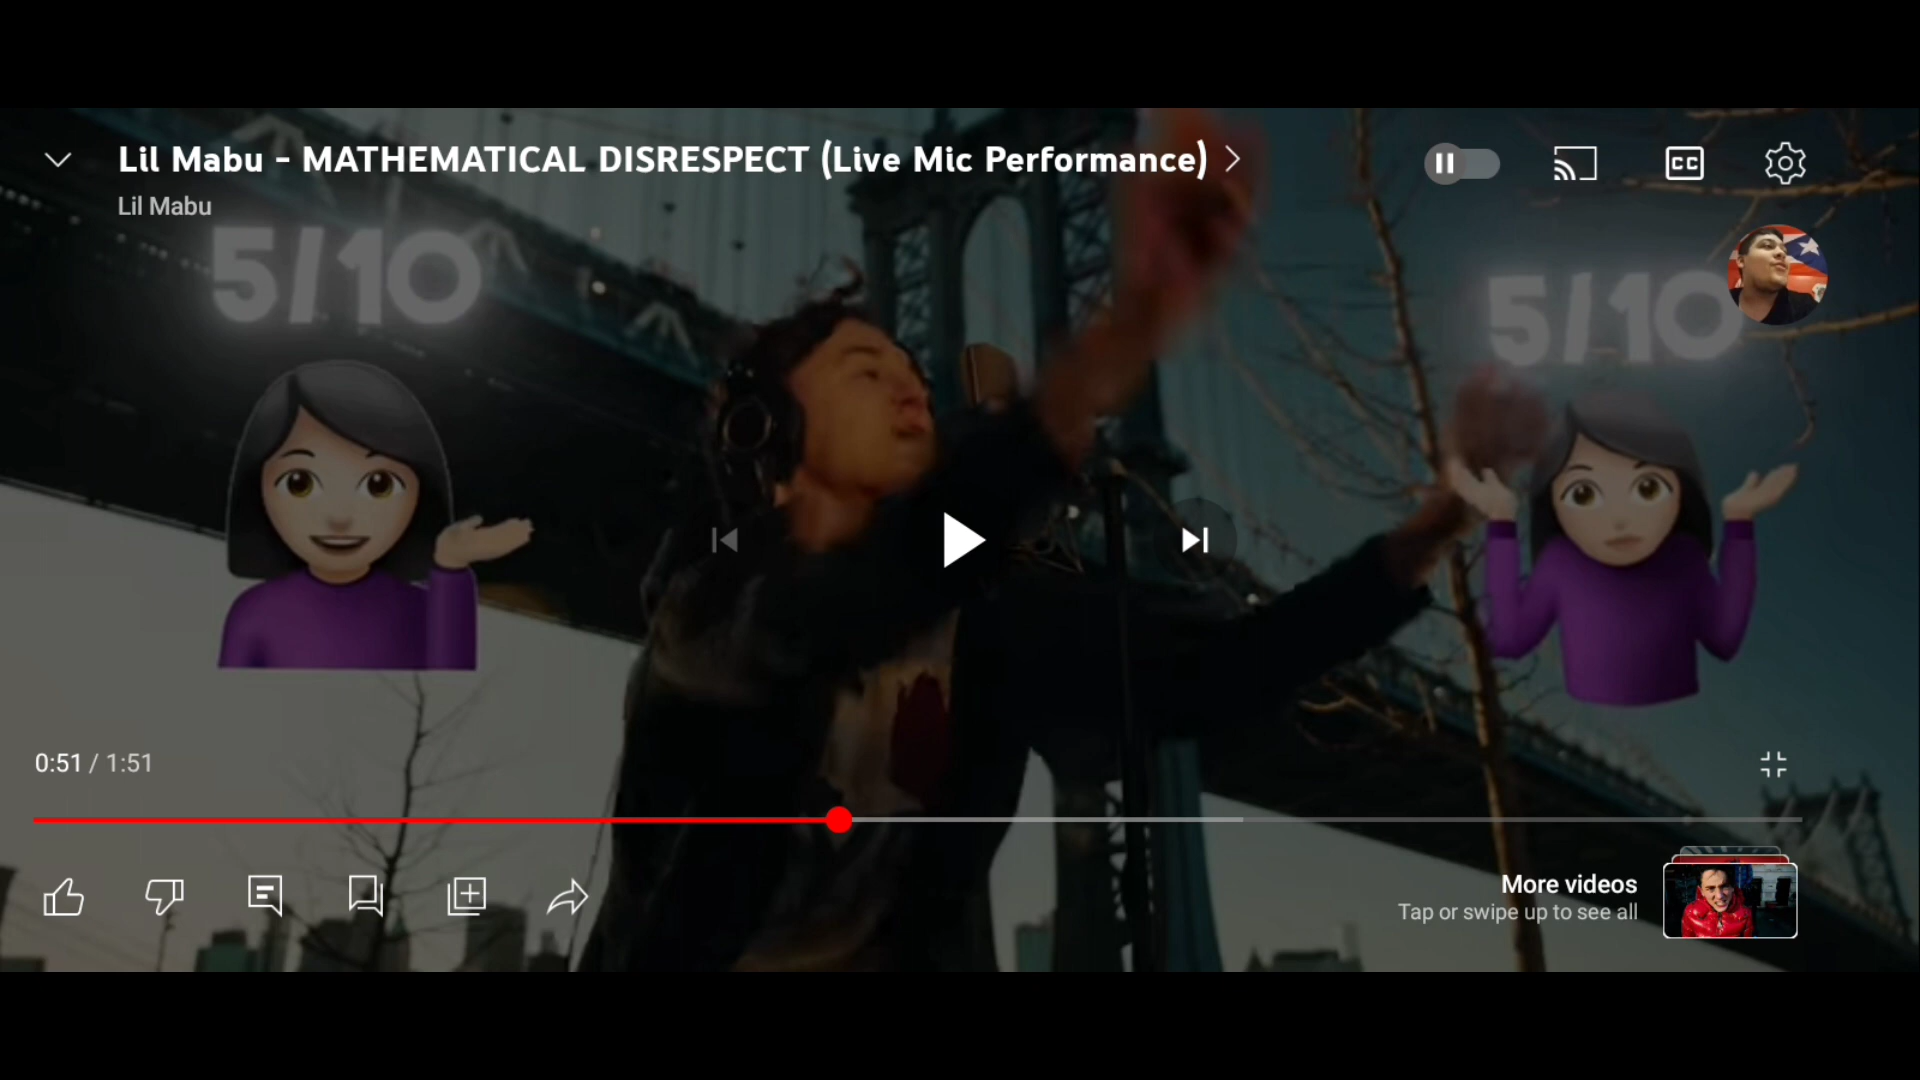 Lil Mabu - MATHEMATICAL DISRESPECT (Live Mic Performance)
CC
Lil Mabu
5/10
5/10
0:51 / 1:51
More videos
Tap or swipe up to see all